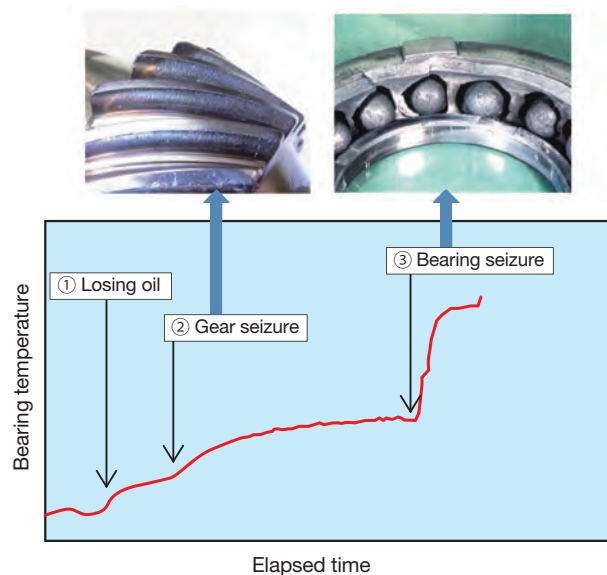 ① Losing oil
② Gear seizure
③ Bearing seizure
Bearing temperature
Elapsed time